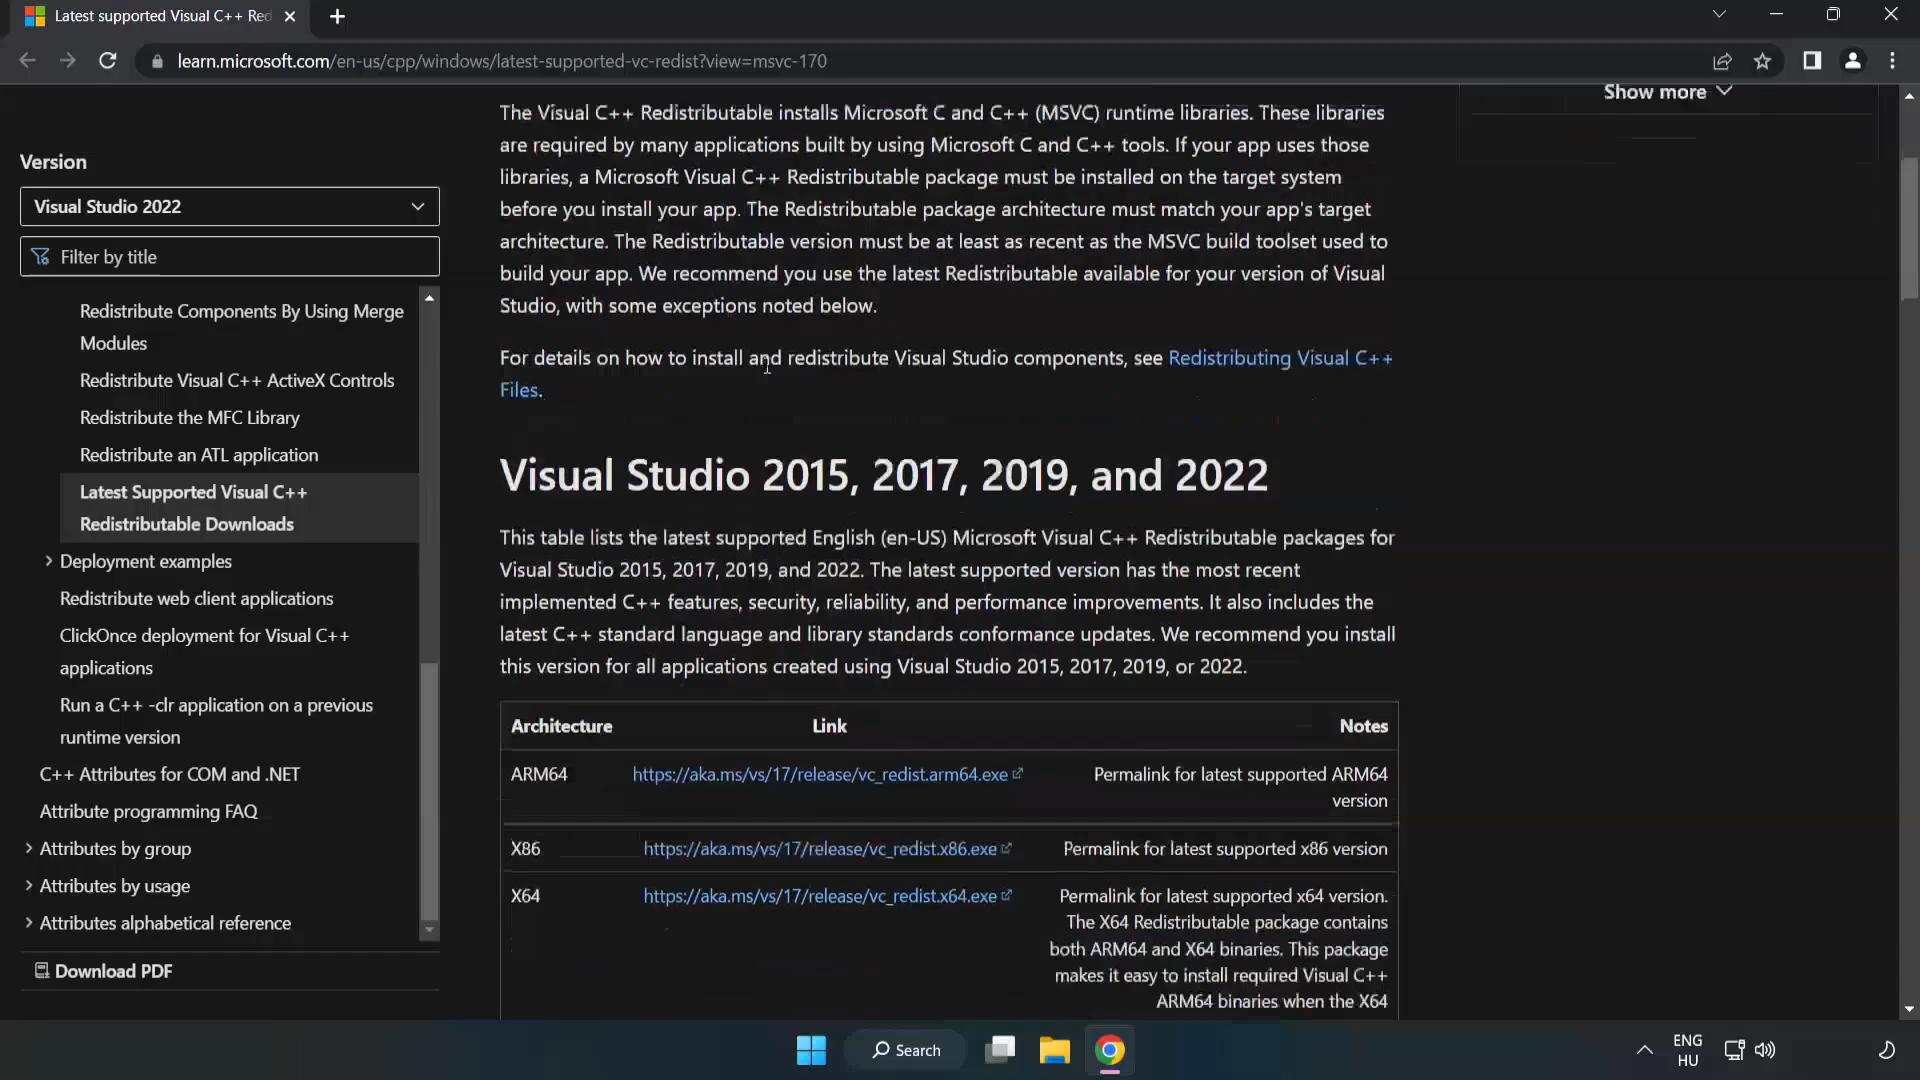 Latest supported Visual C++ Red
learn.microsoft.com/en-us/cpp/windows/latest-supported-vc-redist?view=msvc-170
Version
Visual Studio 2022
Filter by title
Redistribute Components By Using Merge
Modules
Redistribute Visual C++ ActiveX Controls
Redistribute the MFC Library
Redistribute an ATL application
Latest Supported Visual C++
Redistributable Downloads
Deployment examples
Redistribute web client applications
ClickOnce deployment for Visual C++
applications
Run a C++ -clr application on a previous
runtime version
C++ Attributes for COM and .NET
Attribute programming FAQ
Attributes by group
Attributes by usage
Attributes alphabetical reference
Download PDF
The Visual C++ Redistributable installs Microsoft C and C++ (MSVC) runtime libraries. These libraries
are required by many applications built by using Microsoft C and C++ tools. If your app uses those
libraries, a Microsoft Visual C++ Redistributable package must be installed on the target system
before you install your app. The Redistributable package architecture must match your app's target
architecture. The Redistributable version must be at least as recent as the MSVC build toolset used to
build your app. We recommend you use the latest Redistributable available for your version of Visual
Studio, with some exceptions noted below.
For details on how to install and redistribute Visual Studio components, see Redistributing Visual C++
Files.
Visual Studio 2015, 2017, 2019, and 2022
This table lists the latest supported English (en-US) Microsoft Visual C++ Redistributable packages for
Visual Studio 2015, 2017, 2019, and 2022. The latest supported version has the most recent
implemented C++ features, security, reliability, and performance improvements. It also includes the
latest C++ standard language and library standards conformance updates. We recommend you install
this version for all applications created using Visual Studio 2015, 2017, 2019, or 2022.
Architecture Link Notes
ARM64 https://aka.ms/vs/17/release/vc_redist.arm64.exe Permalink for latest supported ARM64
version
X86 https://aka.ms/vs/17/release/vc_redist.x86.exe Permalink for latest supported x86 version
X64 https://aka.ms/vs/17/release/vc_redist.x64.exe Permalink for latest supported x64 version.
The X64 Redistributable package contains
both ARM64 and X64 binaries. This package
makes it easy to install required Visual C++
ARM64 binaries when the X64
Show more
Search
ENG
HU